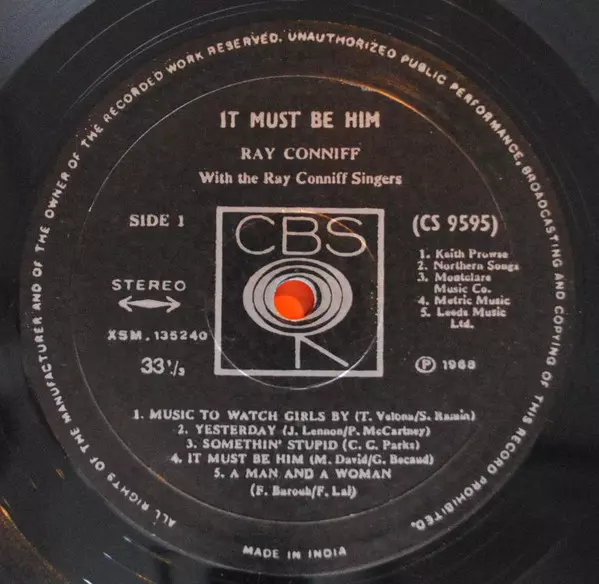 ALL RIGHTS OF THE MANUFACTURER AND OF THE OWNER OF THE RECORDED WORK RESERVED. UNAUTHORIZED PUBLIC PERFORMANCE, BROADCASTING AND COPYING OF THIS RECORD PROHIBITED.
IT MUST BE HIM
RAY CONNIFF
With the Ray Conniff Singers
SIDE 1
CBS
(CS 9595)
1. Keith Prowse
2. Northern Songs
3. Montclare
Music Co.
4. Metric Music
5. Leeds Music
Ltd.
STEREO
XSM. 135240
33 1/3
Ⓟ 1968
1. MUSIC TO WATCH GIRLS BY (T. Velona/S. Ramin)
2. YESTERDAY (J. Lennon/P. McCartney)
3. SOMETHIN' STUPID (C. C. Parks)
4. IT MUST BE HIM (M. David/G. Becaud)
5. A MAN AND A WOMAN
(F. Barouh/F. Lai)
MADE IN INDIA